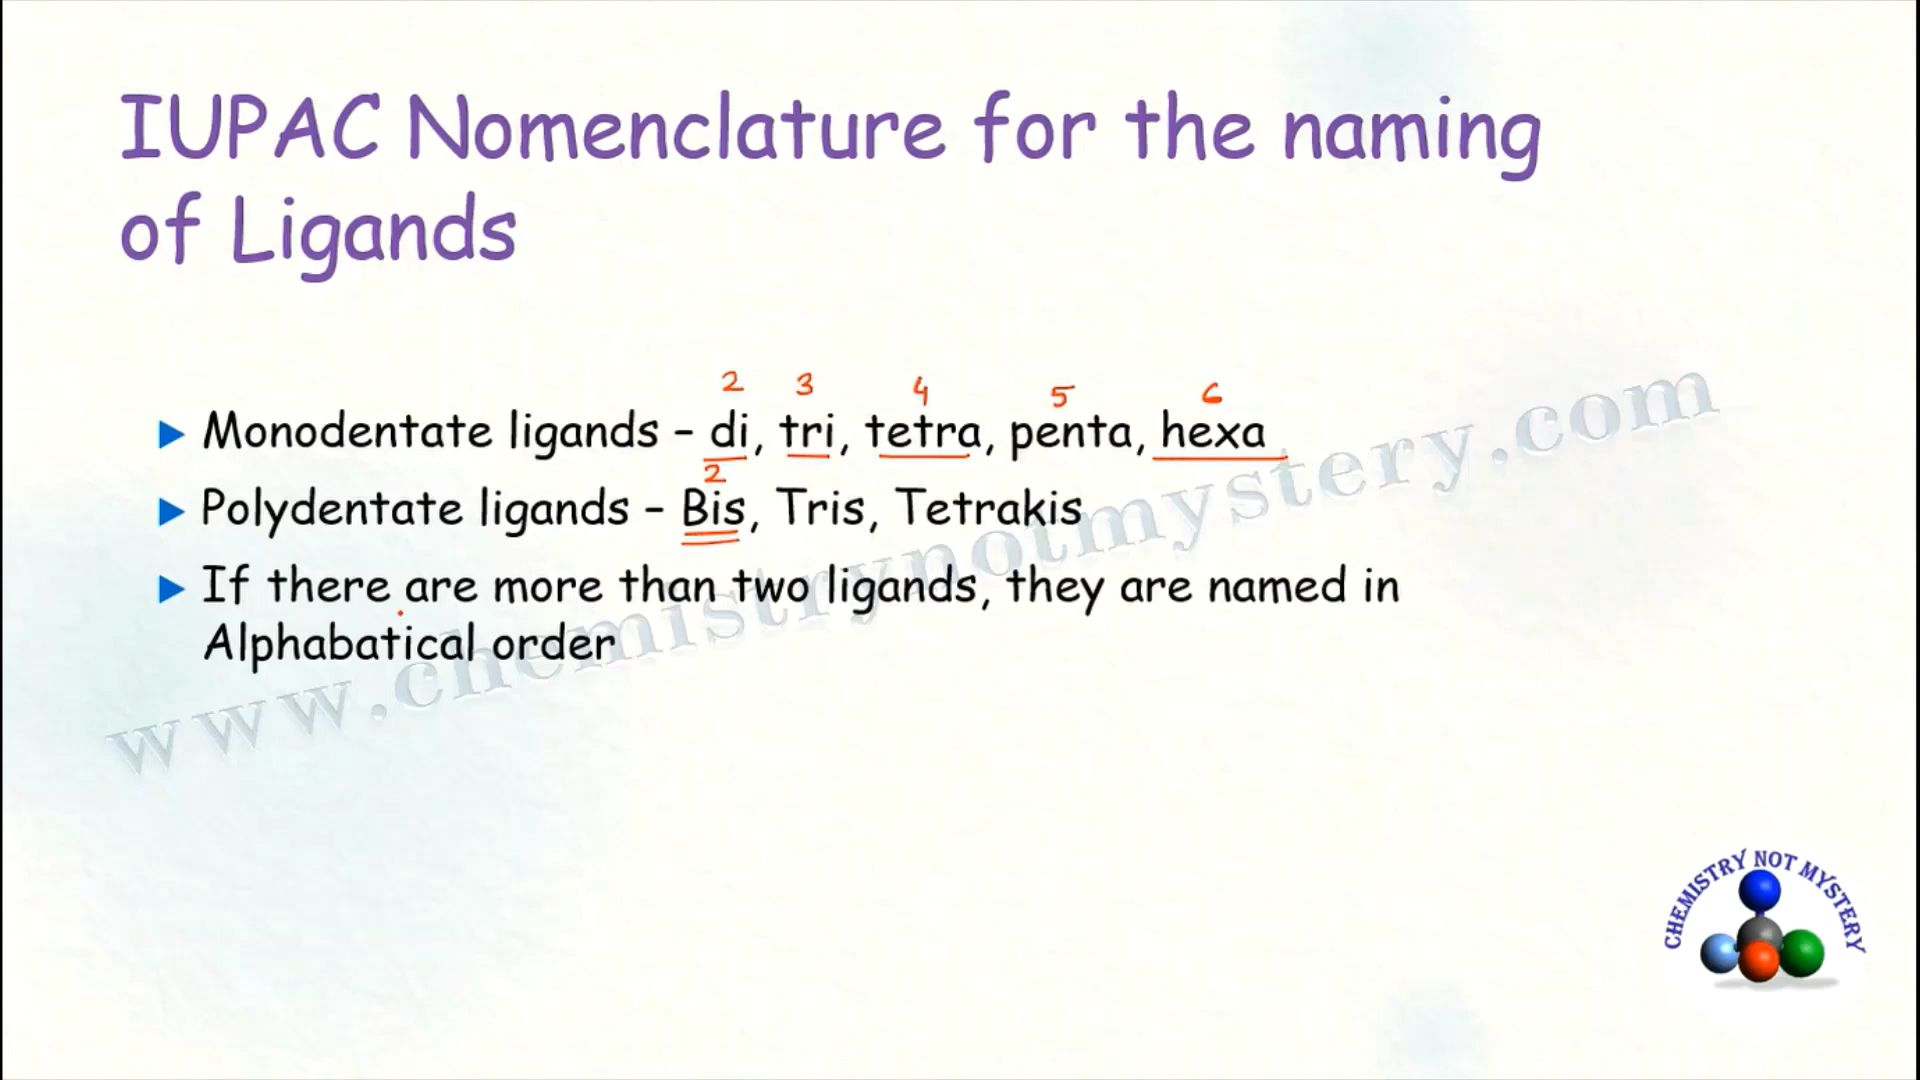 IUPAC Nomenclature for the naming
of Ligands
2 3 4 5 6
Monodentate ligands – di, tri, tetra, penta, hexa
2
Polydentate ligands – Bis, Tris, Tetrakis
If there are more than two ligands, they are named in
Alphabatical order
www.chemistrynotmystery.com
CHEMISTRY NOT MYSTERY